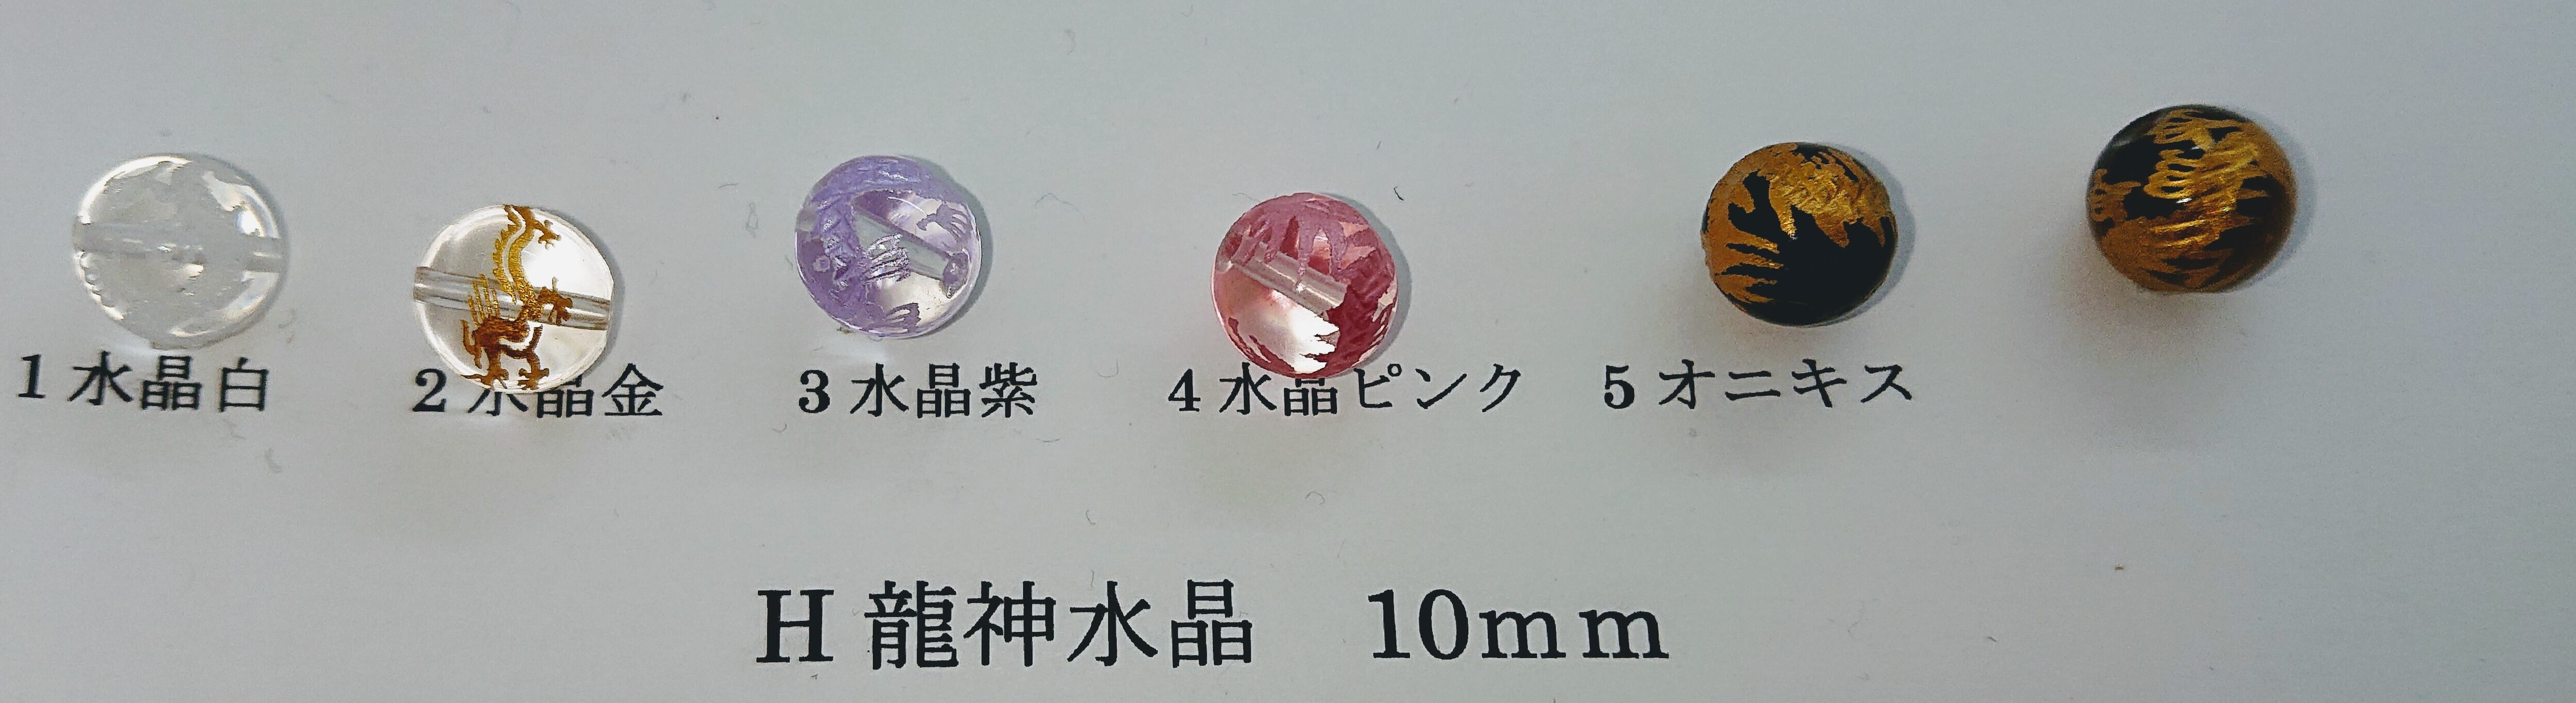 1 水晶白 2 水晶金 3 水晶紫 4 水晶ピンク 5 オニキス
H 龍神水晶 10mm